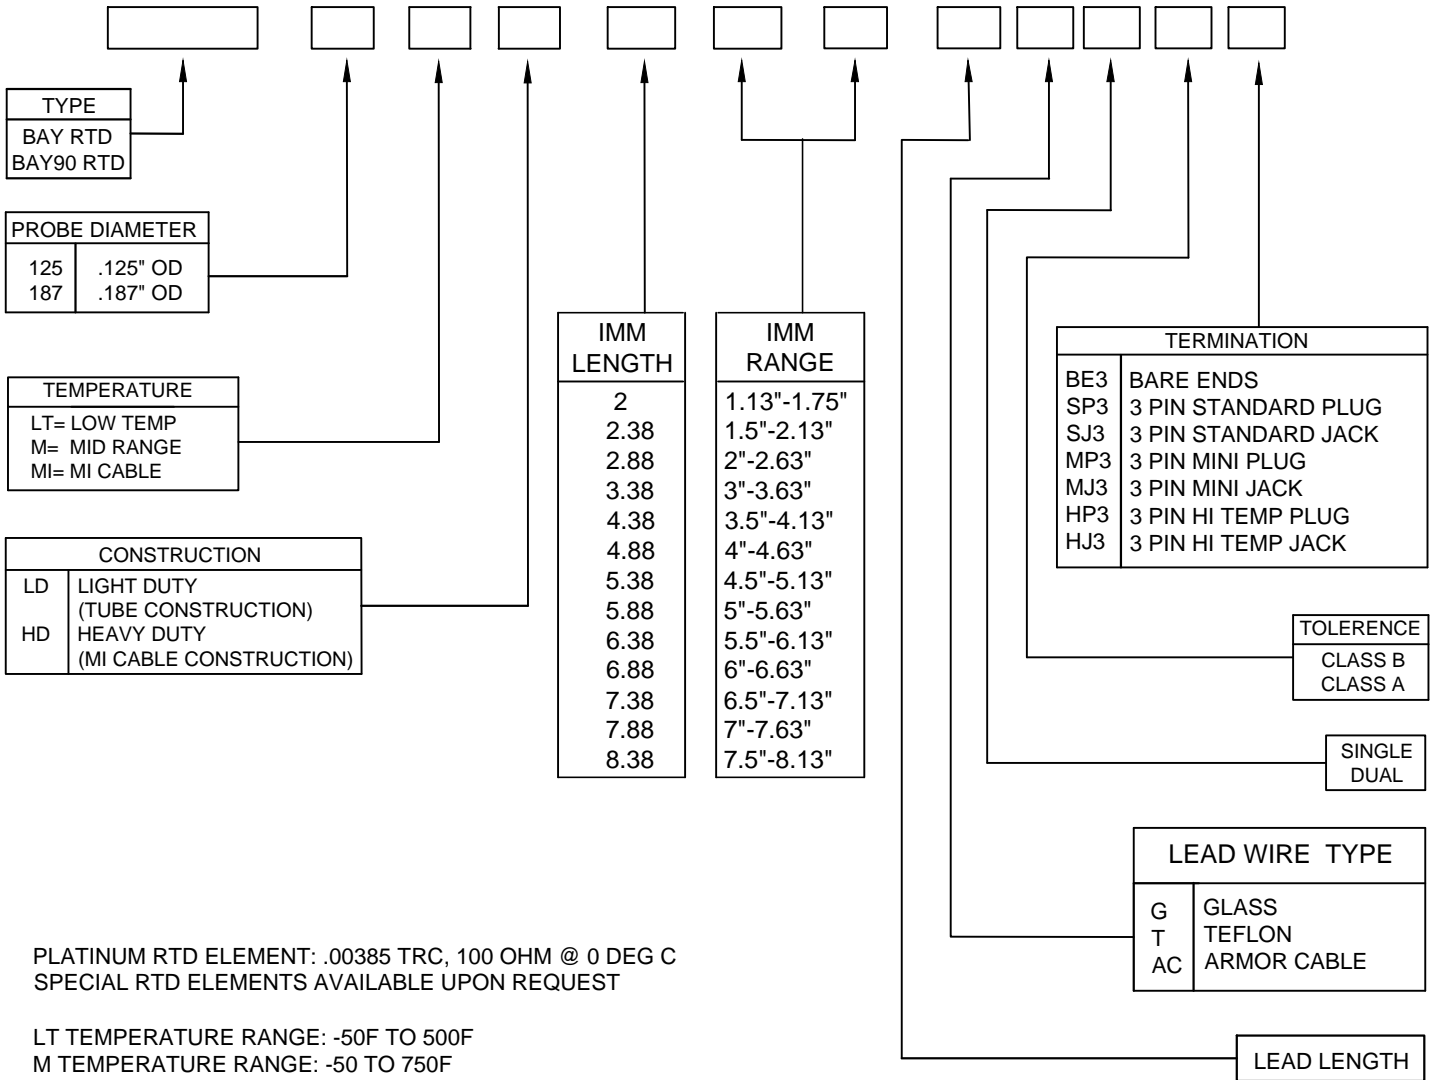 TYPE
BAY RTD
BAY90 RTD
PROBE DIAMETER
125 .125" OD
187 .187" OD
TEMPERATURE
LT= LOW TEMP
M= MID RANGE
MI= MI CABLE
CONSTRUCTION
LD LIGHT DUTY
(TUBE CONSTRUCTION)
HD HEAVY DUTY
(MI CABLE CONSTRUCTION)
IMM
LENGTH
2
2.38
2.88
3.38
4.38
4.88
5.38
5.88
6.38
6.88
7.38
7.88
8.38
IMM
RANGE
1.13"-1.75"
1.5"-2.13"
2"-2.63"
3"-3.63"
3.5"-4.13"
4"-4.63"
4.5"-5.13"
5"-5.63"
5.5"-6.13"
6"-6.63"
6.5"-7.13"
7"-7.63"
7.5"-8.13"
TERMINATION
BE3 BARE ENDS
SP3 3 PIN STANDARD PLUG
SJ3 3 PIN STANDARD JACK
MP3 3 PIN MINI PLUG
MJ3 3 PIN MINI JACK
HP3 3 PIN HI TEMP PLUG
HJ3 3 PIN HI TEMP JACK
TOLERENCE
CLASS B
CLASS A
SINGLE
DUAL
LEAD WIRE TYPE
G GLASS
T TEFLON
AC ARMOR CABLE
LEAD LENGTH
PLATINUM RTD ELEMENT: .00385 TRC, 100 OHM @ 0 DEG C
SPECIAL RTD ELEMENTS AVAILABLE UPON REQUEST
LT TEMPERATURE RANGE: -50F TO 500F
M TEMPERATURE RANGE: -50 TO 750F